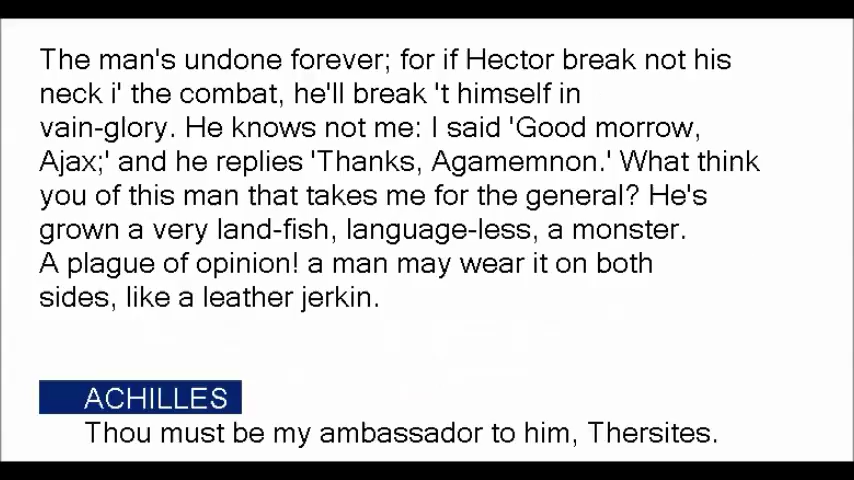 The man's undone forever; for if Hector break not his
neck i' the combat, he'll break 't himself in
vain-glory. He knows not me: I said 'Good morrow,
Ajax;' and he replies 'Thanks, Agamemnon.' What think
you of this man that takes me for the general? He's
grown a very land-fish, language-less, a monster.
A plague of opinion! a man may wear it on both
sides, like a leather jerkin.
ACHILLES
Thou must be my ambassador to him, Thersites.